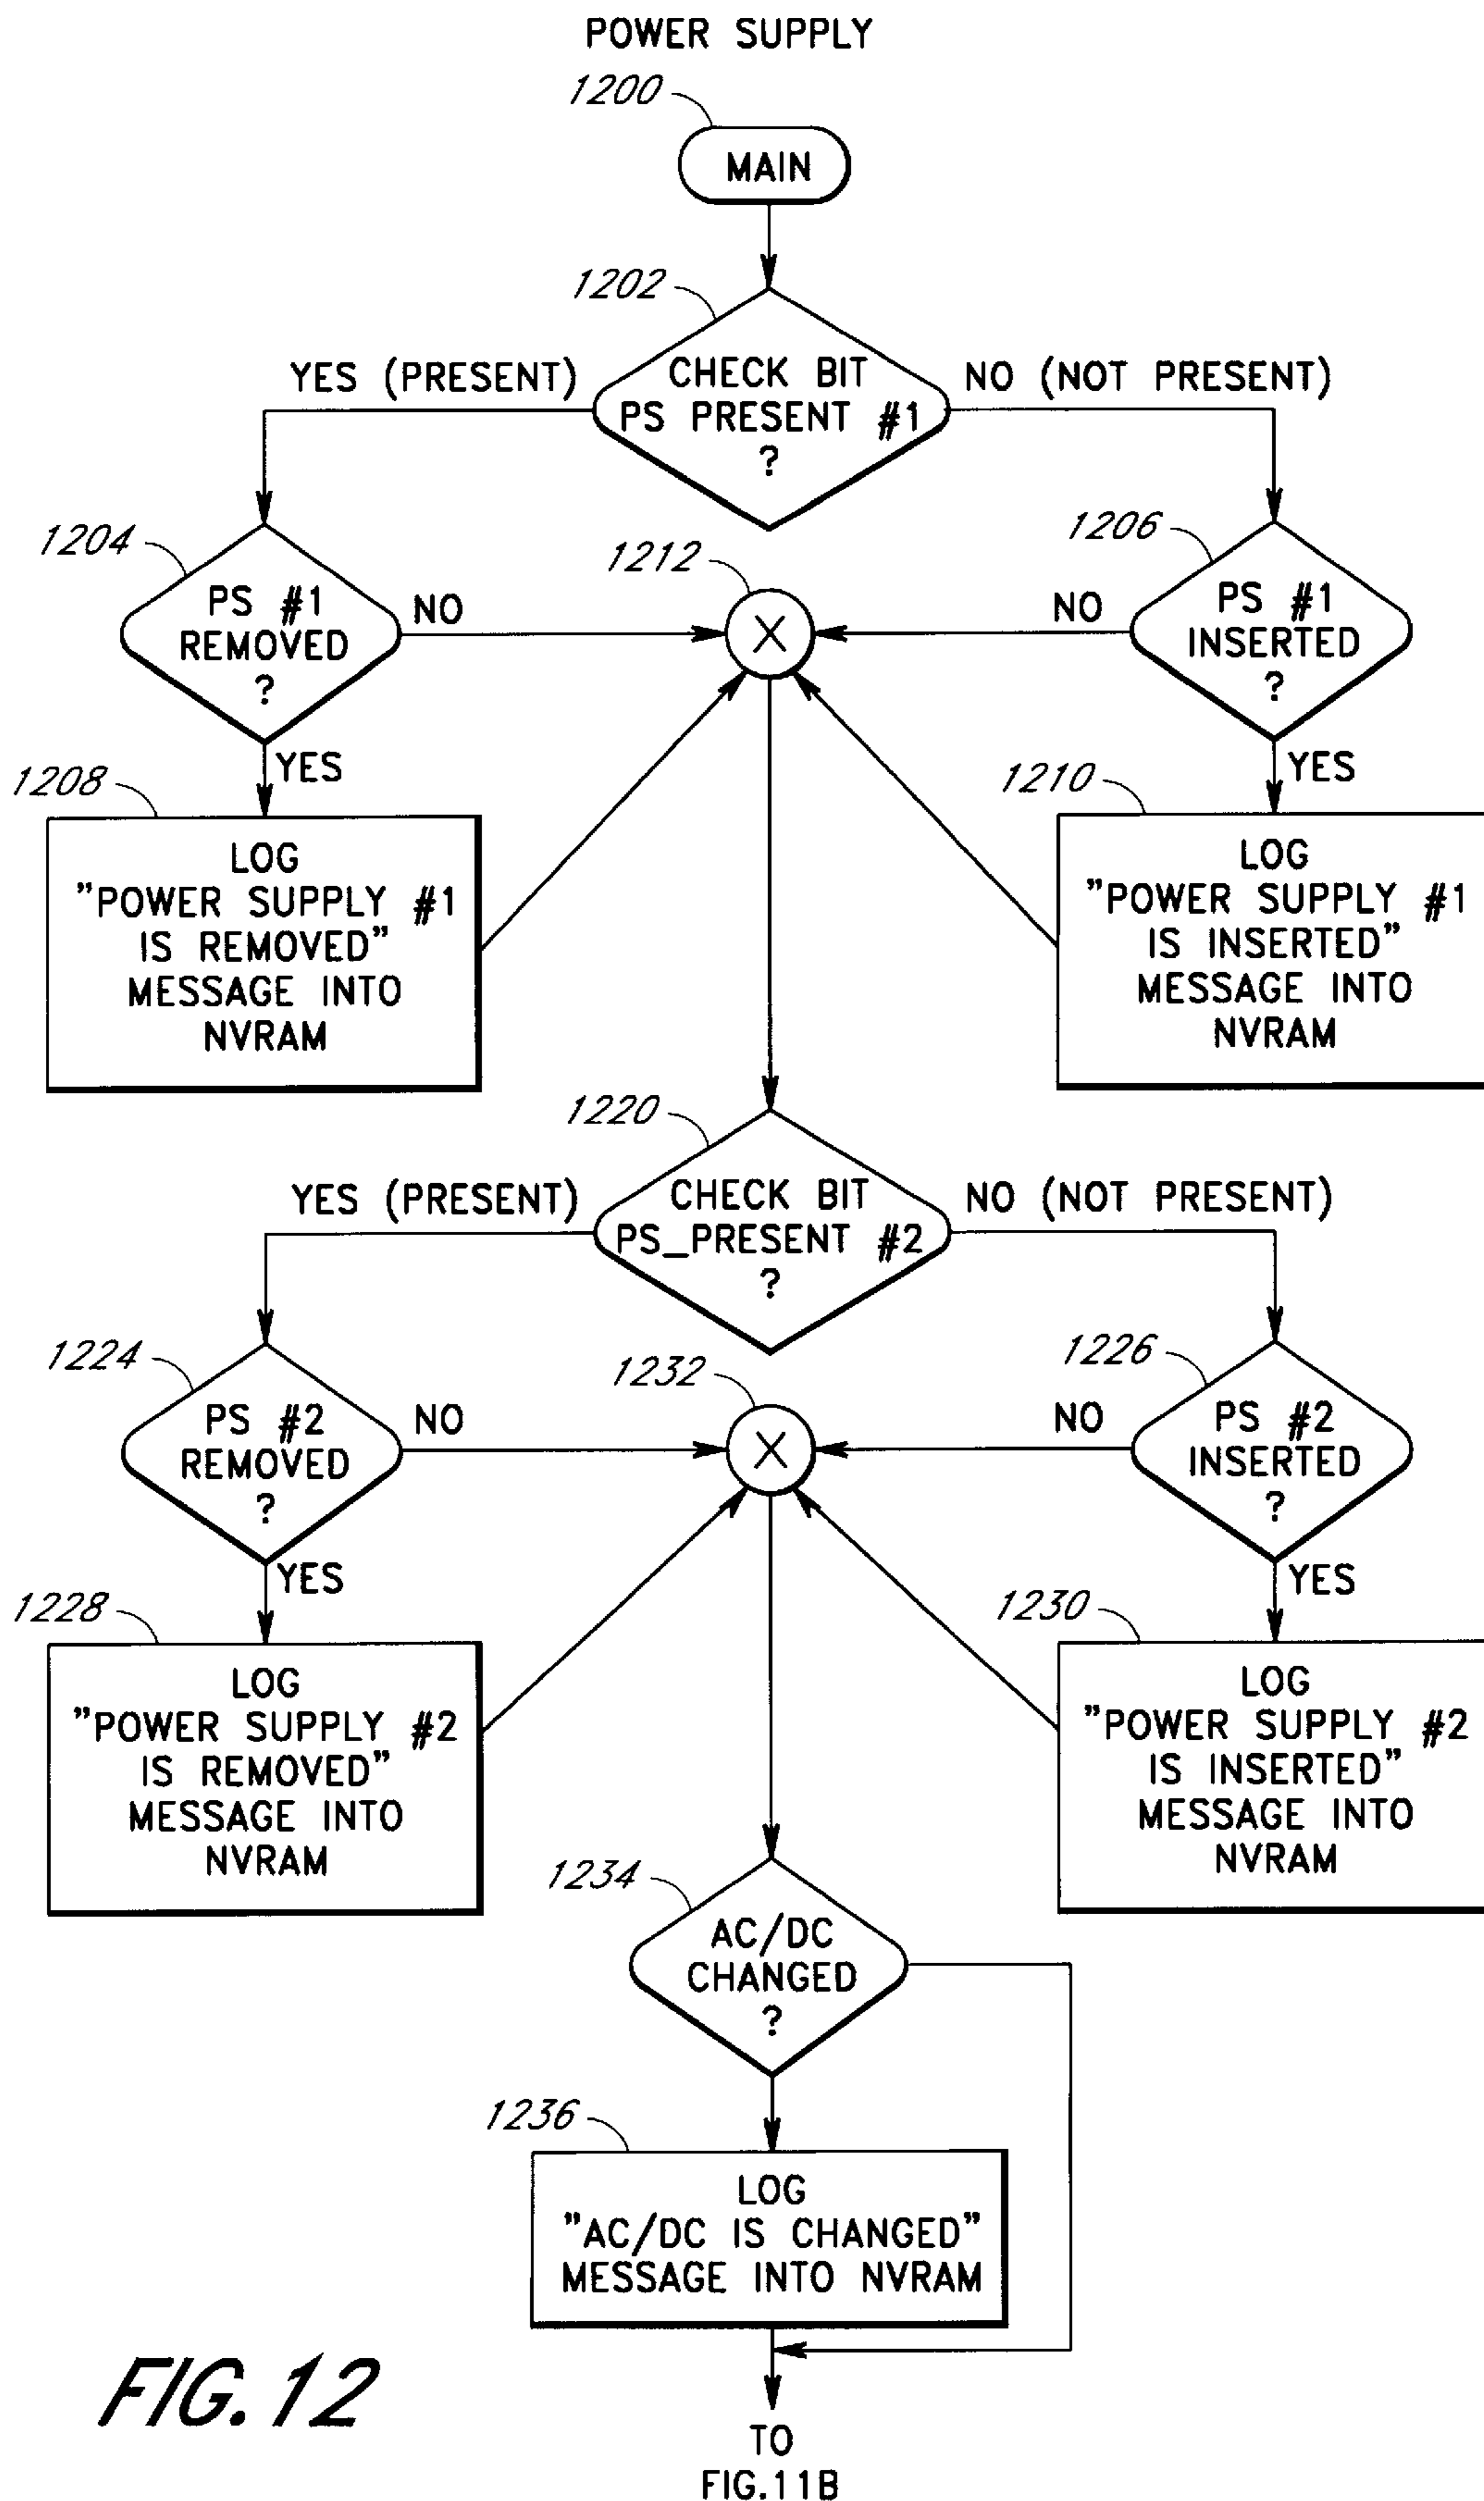 POWER SUPPLY
1200
MAIN
1202
YES (PRESENT)
CHECK BIT
PS PRESENT #1
?
NO (NOT PRESENT)
1204
PS #1
REMOVED
?
NO
1212
X
1206
NO
PS #1
INSERTED
?
YES
YES
1208
LOG
"POWER SUPPLY #1
IS REMOVED"
MESSAGE INTO
NVRAM
1210
LOG
"POWER SUPPLY #1
IS INSERTED"
MESSAGE INTO
NVRAM
1220
YES (PRESENT)
CHECK BIT
PS_PRESENT #2
?
NO (NOT PRESENT)
1224
PS #2
REMOVED
?
NO
1232
X
1226
NO
PS #2
INSERTED
?
YES
YES
1228
LOG
"POWER SUPPLY #2
IS REMOVED"
MESSAGE INTO
NVRAM
1230
LOG
"POWER SUPPLY #2
IS INSERTED"
MESSAGE INTO
NVRAM
1234
AC/DC
CHANGED
?
1236
LOG
"AC/DC IS CHANGED"
MESSAGE INTO NVRAM
FIG.12
TO
FIG.11B